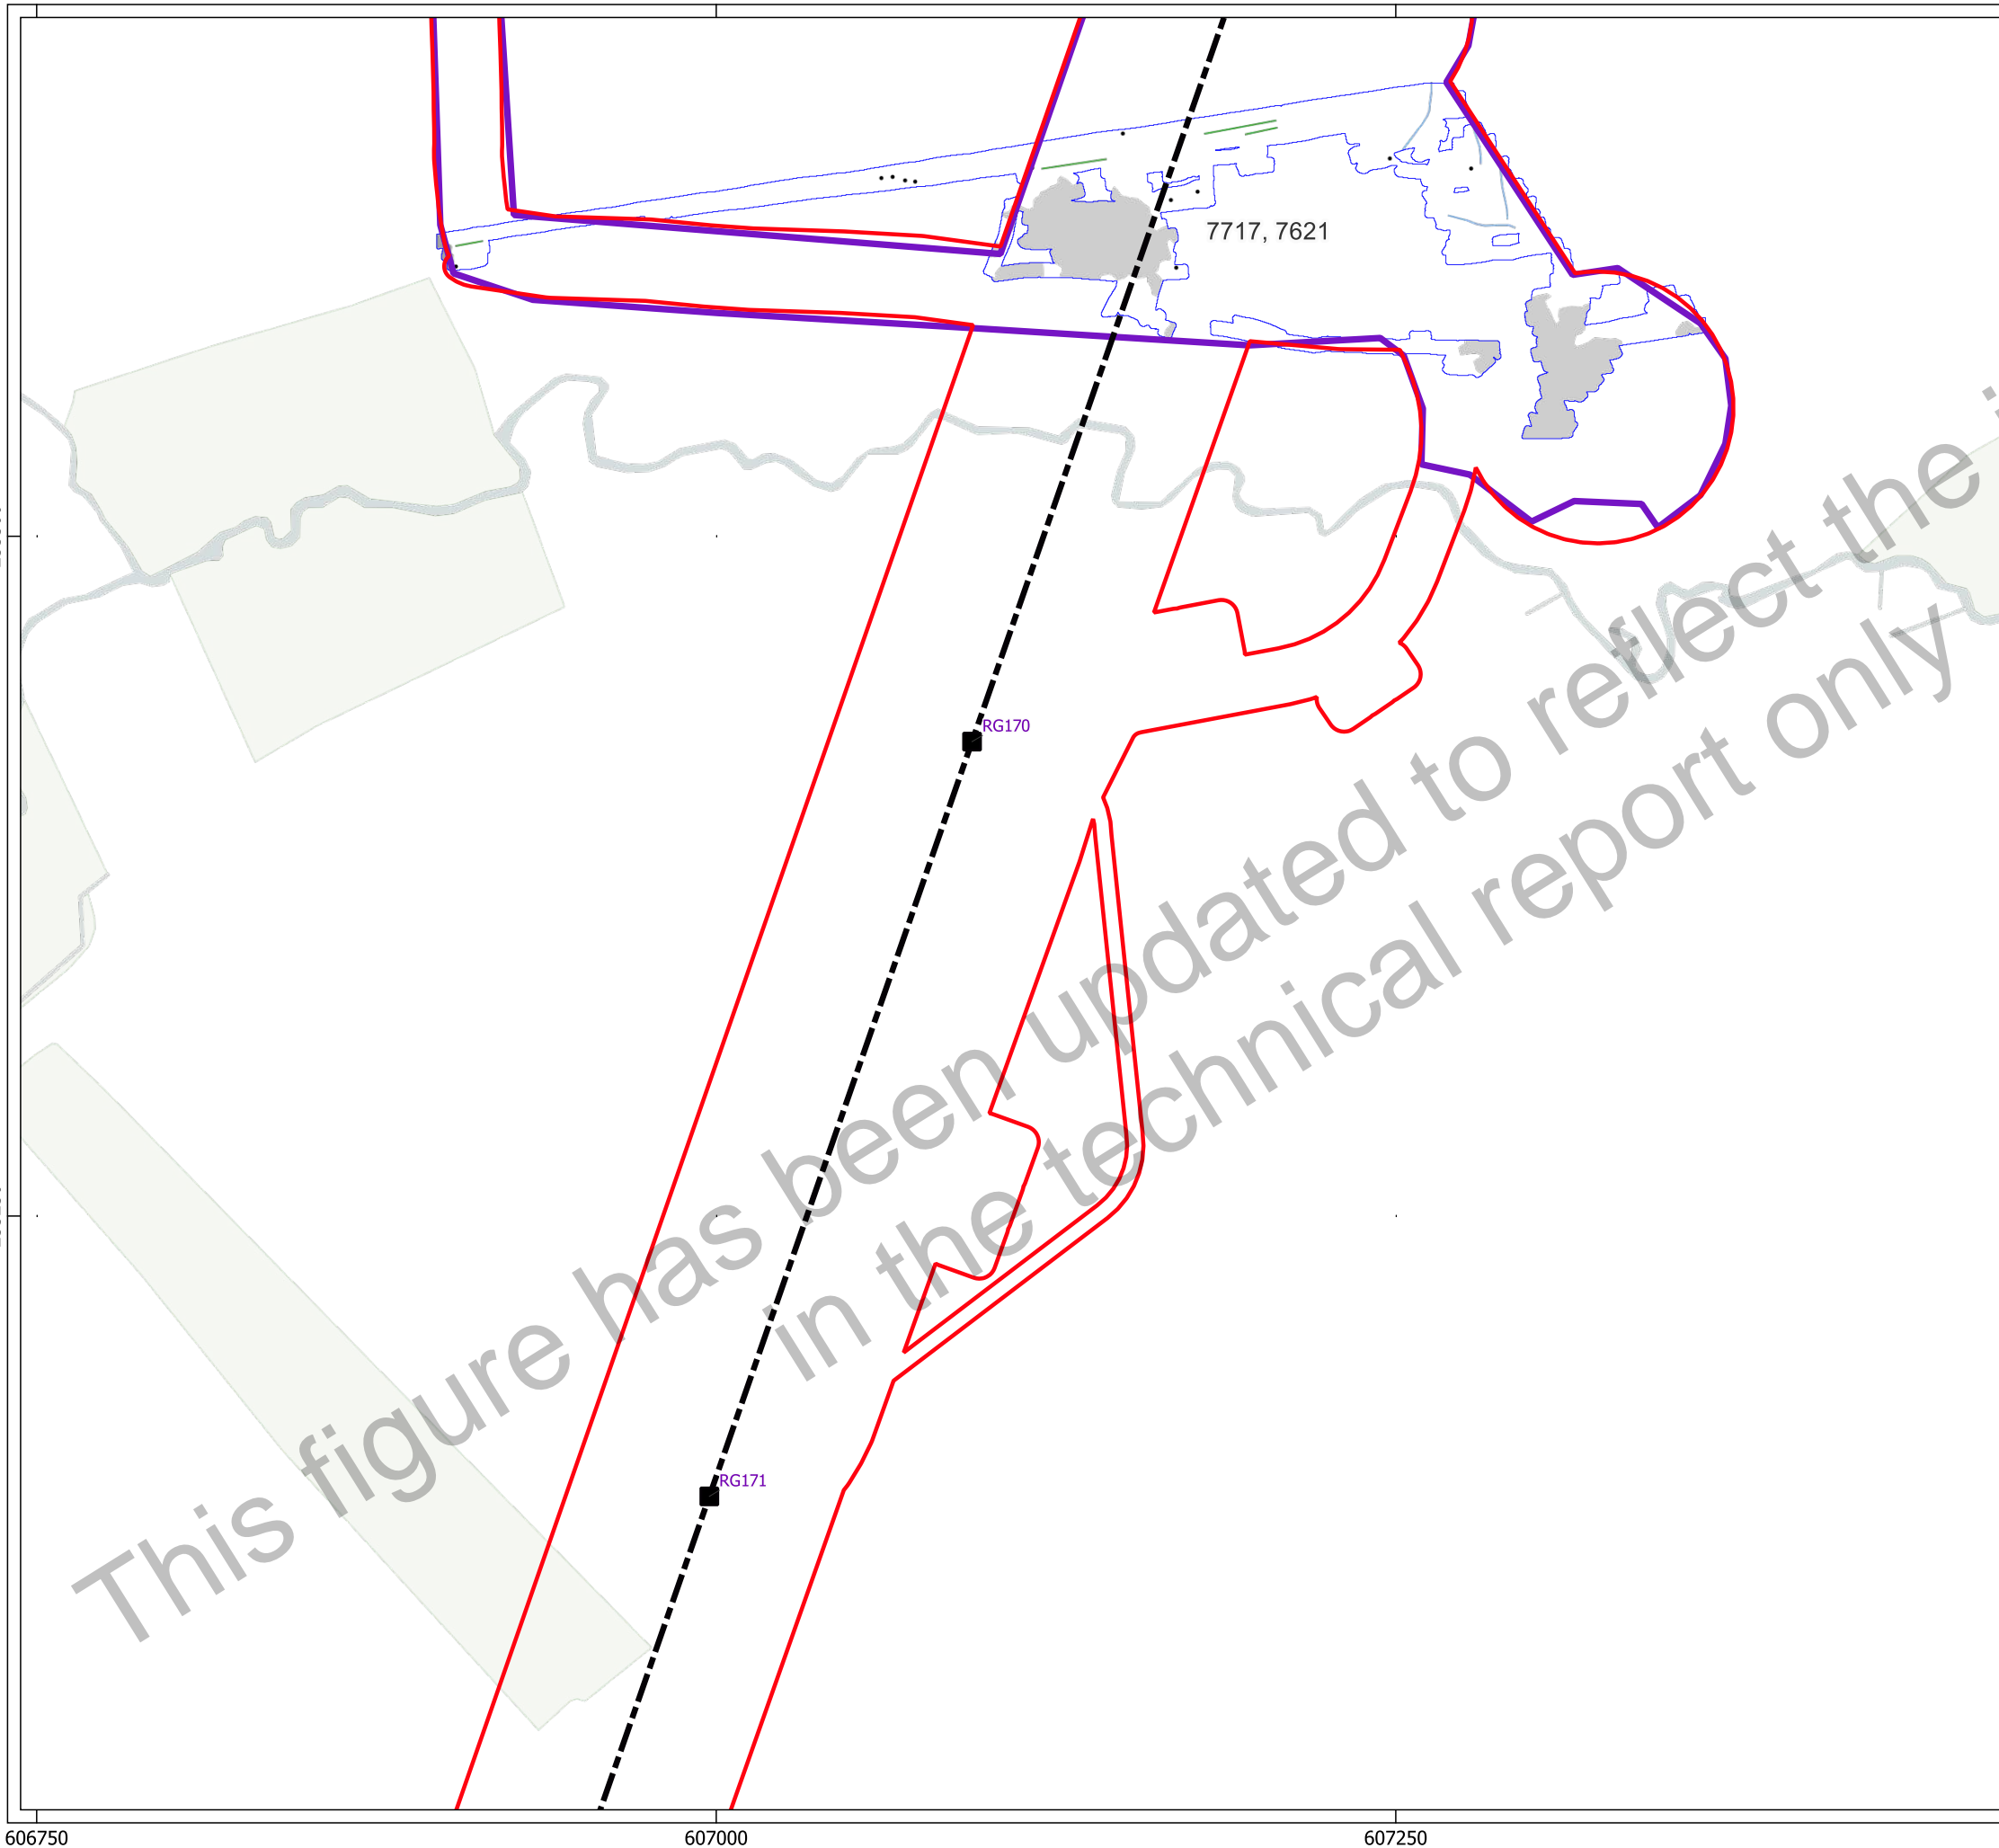 7717, 7621
RG170
This figure has been updated to reflect the
in the technical report only
RG171
606750
607000
607250